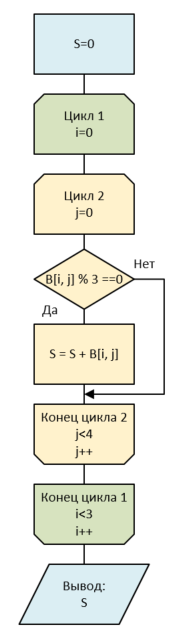 S=0
Цикл 1
i=0
Цикл 2
j=0
B[i, j] % 3 ==0
Нет
Да
S = S + B[i, j]
Конец цикла 2
j<4
j++
Конец цикла 1
i<3
i++
Вывод:
S